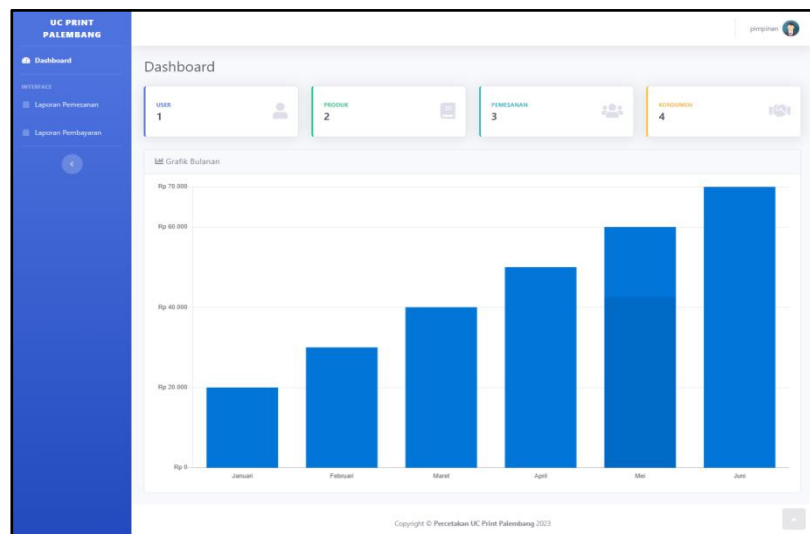 UC PRINT
PALEMBANG
pimpinan
Dashboard
INTERFACE
Laporan Pemesanan
Laporan Pembayaran
Dashboard
USER
1
PRODUK
2
PEMESANAN
3
KONSUMEN
4
Grafik Bulanan
Rp 70.000
Rp 60.000
Rp 40.000
Rp 20.000
Rp 0
Januari Februari Maret April Mei Juni
Copyright © Percetakan UC Print Palembang 2023